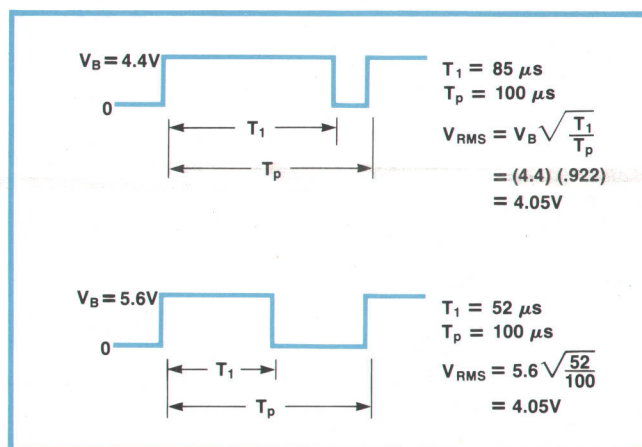 V_B = 4.4V
0
T_1
T_p
T_1 = 85 μs
T_p = 100 μs
V_RMS = V_B √(T_1/T_p)
= (4.4) (.922)
= 4.05V
V_B = 5.6V
0
T_1
T_p
T_1 = 52 μs
T_p = 100 μs
V_RMS = 5.6 √(52/100)
= 4.05V